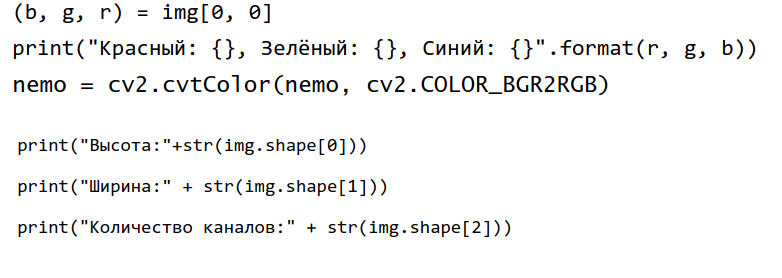 (b, g, r) = img[0, 0]
print("Красный: {}, Зелёный: {}, Синий: {}".format(r, g, b))
nemo = cv2.cvtColor(nemo, cv2.COLOR_BGR2RGB)
print("Высота:"+str(img.shape[0]))
print("Ширина:" + str(img.shape[1]))
print("Количество каналов:" + str(img.shape[2]))